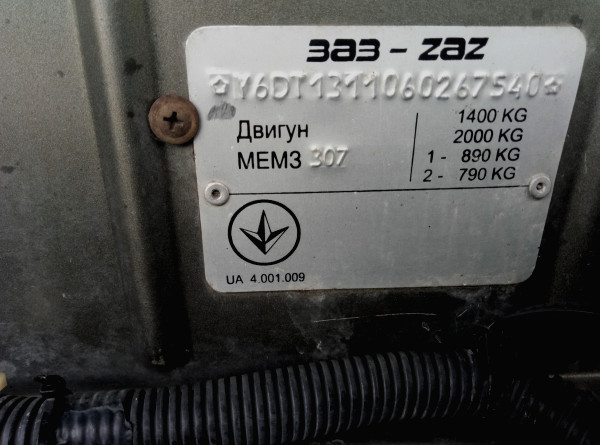 ЗАЗ - ZAZ
Y6DT1311060267540
Двигун
МЕМЗ 307
1400 KG
2000 KG
1 - 890 KG
2 - 790 KG
UA 4.001.009